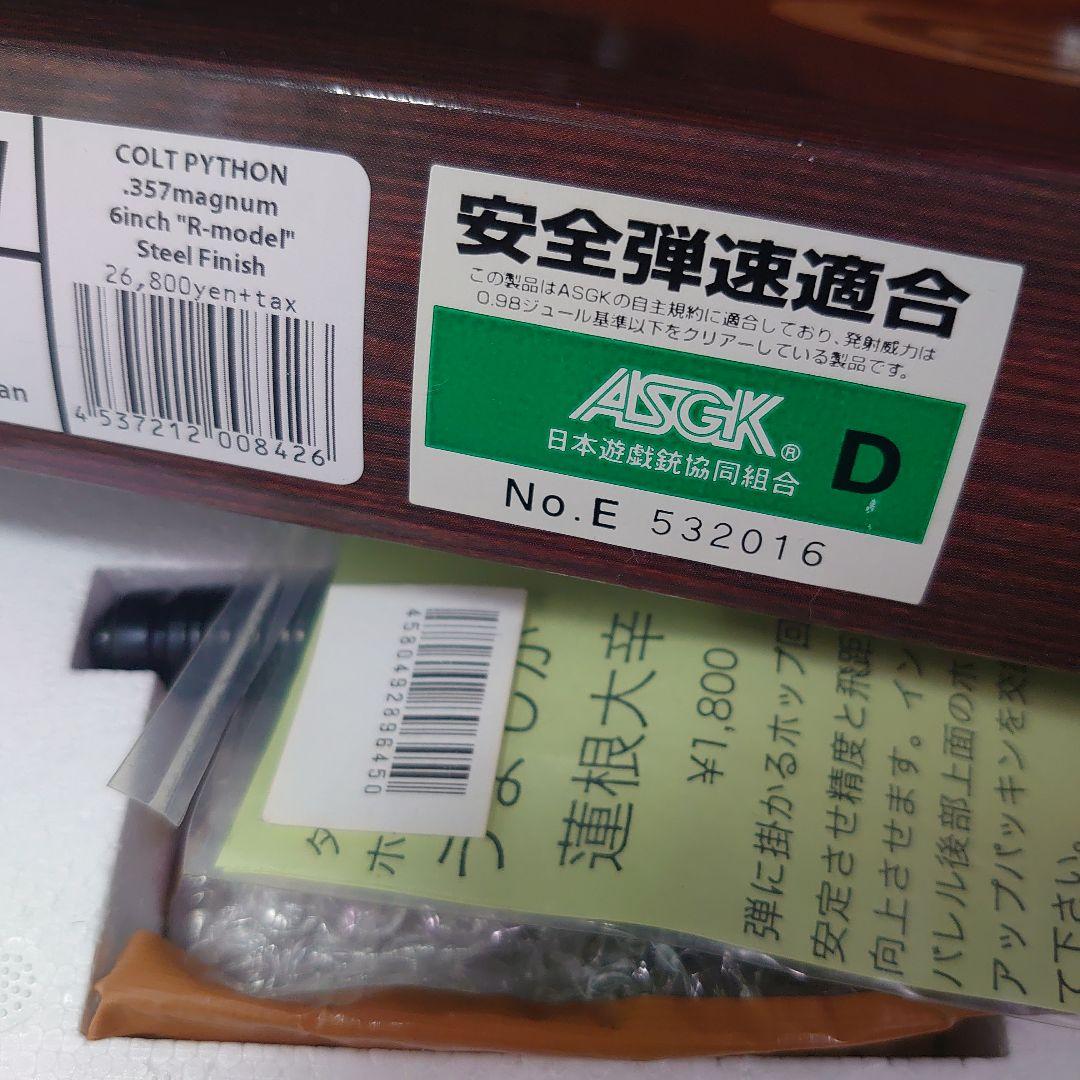 COLT PYTHON
.357magnum
6inch "R-model"
Steel Finish
26,800yen+tax
4 537212 008426
an
安全弾速適合
この製品はASGKの自主規約に適合しており、発射威力は
0.98ジュール基準以下をクリアーしている製品です。
ASGK®
日本遊戯銃協同組合
D
No.E 532016
4580492896450
タ
ホ
蓮根大辛
¥1,800
弾に掛かるホップ回
安定させ精度と飛距
向上させます。イン
バレル後部上面のホ
アップパッキンを交
て下さい。